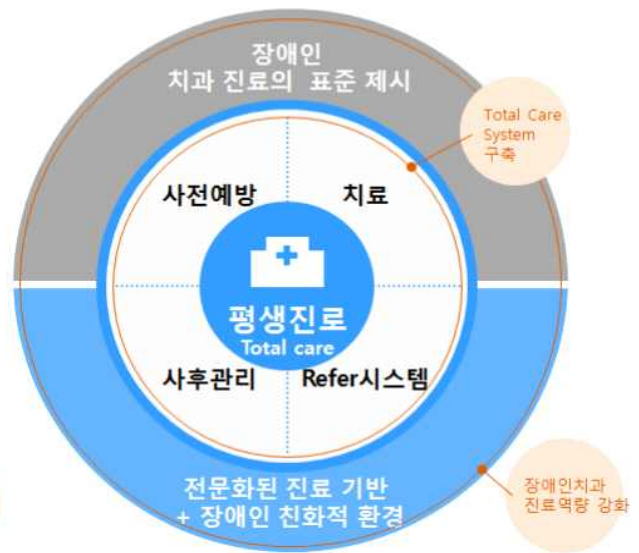 장애인
치과 진료의 표준 제시
Total Care
System
구축
사전예방
치료
평생진로
Total care
사후관리
Refer시스템
전문화된 진료 기반
+ 장애인 친화적 환경
장애인치과
진료역량 강화